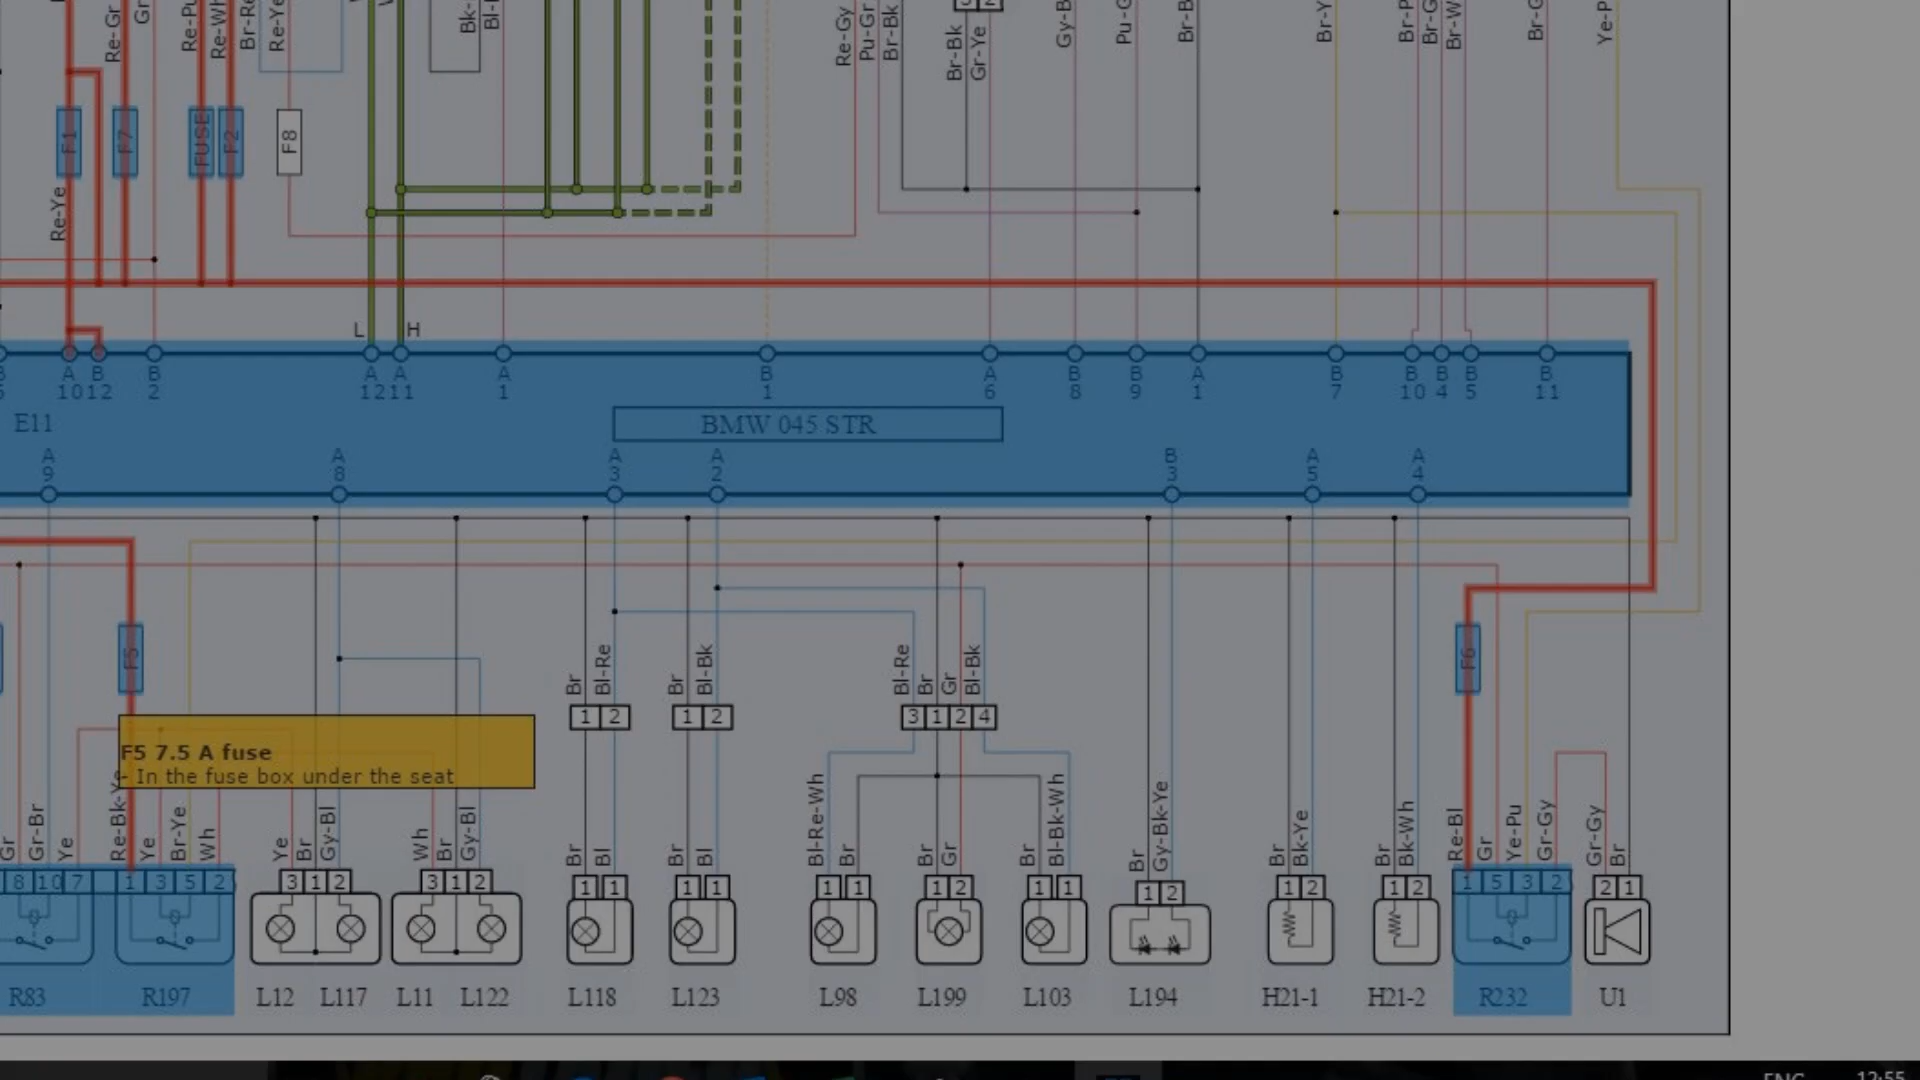 Re-Gr
Gr
Re-Pu
Re-Wh
Br-Re
Re-Ye
Bk-
Bl-
Re-Gy
Pu-Gr
Br-Bk
Br-Bk
Gr-Ye
Gy-B
Pu-G
Br-B
Br-Y
Br-P
Br-G
Br-W
Br-G
Ye-P
F1
F7
FUSE
F2
F8
Re-Ye
L H
A B B A A A B A B B A B B B B B
10 12 2 12 11 1 1 6 8 9 1 7 10 4 5 11
E11
BMW 045 STR
A A A A B A A
9 8 3 2 3 5 4
F5
F6
Br Bl-Re
Br Bl-Bk
Bl-Re Br Gr Bl-Bk
1 2 1 2 3 1 2 4
F5 7.5 A fuse
- In the fuse box under the seat
Gr Gr-Br Ye
Re-Bk-Y Ye Br-Ye Wh
Ye Br Gy-Bl
Wh Br Gy-Bl
Br Bl
Br Bl
Bl-Re-Wh Br
Br Gr
Br Bl-Bk-Wh
Br Gy-Bk-Ye
Br Bk-Ye
Br Bk-Wh
Re-Bl Gr Ye-Pu Gr-Gy
Gr-Gy Br
8 10 7 1 3 5 2 3 1 2 3 1 2 1 1 1 1 1 1 1 2 1 1 1 2 1 2 1 2 1 5 3 2 2 1
R83 R197 L12 L117 L11 L122 L118 L123 L98 L199 L103 L194 H21-1 H21-2 R232 U1
12:55